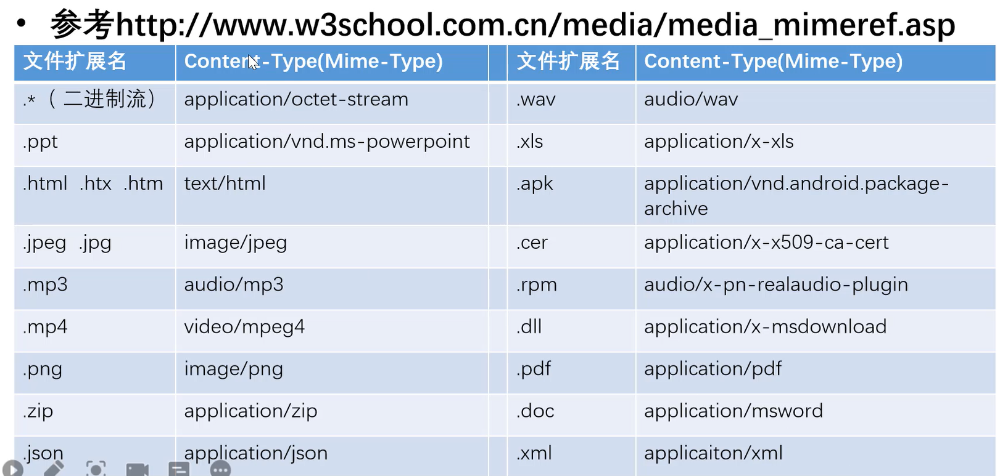 • 参考http://www.w3school.com.cn/media/media_mimeref.asp
文件扩展名 Content-Type(Mime-Type) 文件扩展名 Content-Type(Mime-Type)
.*（ 二进制流） application/octet-stream .wav audio/wav
.ppt application/vnd.ms-powerpoint .xls application/x-xls
.html .htx .htm text/html .apk application/vnd.android.package-
archive
.jpeg .jpg image/jpeg .cer application/x-x509-ca-cert
.mp3 audio/mp3 .rpm audio/x-pn-realaudio-plugin
.mp4 video/mpeg4 .dll application/x-msdownload
.png image/png .pdf application/pdf
.zip application/zip .doc application/msword
.json application/json .xml applicaiton/xml